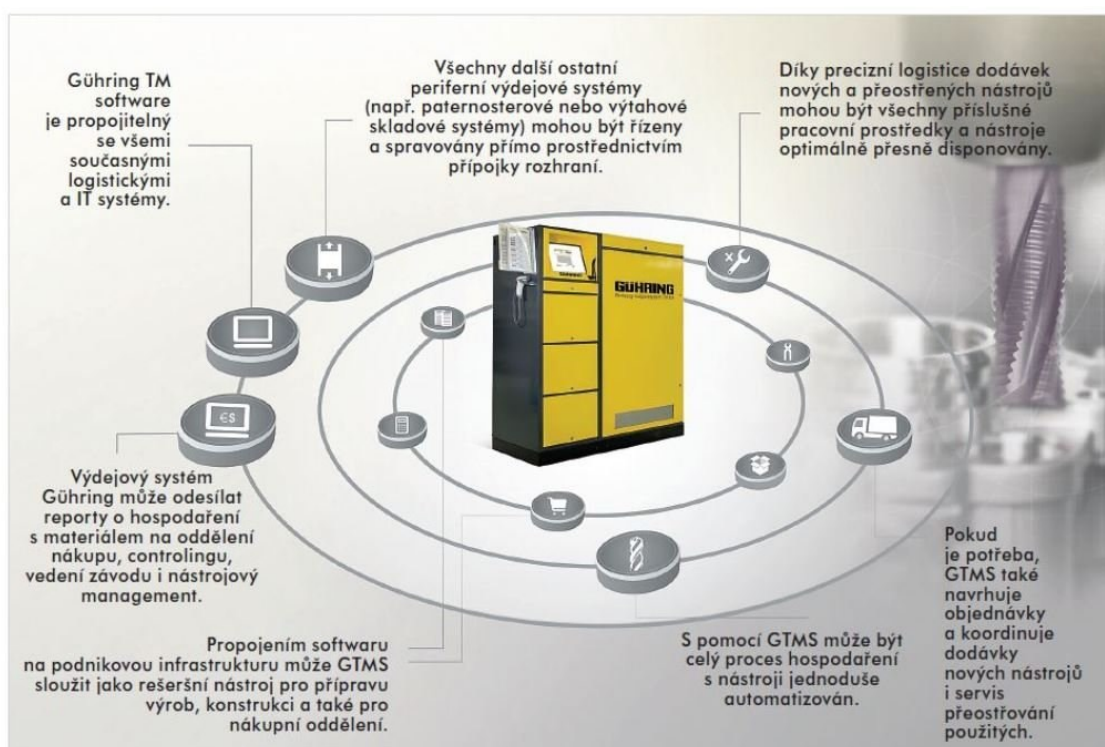 Gühring TM
software
je propojitelný
se všemi
současnými
logistickými
a IT systémy.
Všechny další ostatní
periferní výdejové systémy
(např. paternosterové nebo výtahové
skladové systémy) mohou být řízeny
a spravovány přímo prostřednictvím
přípojky rozhraní.
Díky precizní logistice dodávek
nových a přeostřených nástrojů
mohou být všechny příslušné
pracovní prostředky a nástroje
optimálně přesně disponovány.
GÜHRING
GÜHRING
€$
Výdejový systém
Gühring může odesílat
reporty o hospodaření
s materiálem na oddělení
nákupu, controlingu,
vedení závodu i nástrojový
management.
Propojením softwaru
na podnikovou infrastrukturu může GTMS
sloužit jako rešeršní nástroj pro přípravu
výrob, konstrukci a také pro
nákupní oddělení.
S pomocí GTMS může být
celý proces hospodaření
s nástroji jednoduše
automatizován.
Pokud
je potřeba,
GTMS také
navrhuje
objednávky
a koordinuje
dodávky
nových nástrojů
i servis
přeostřování
použitých.